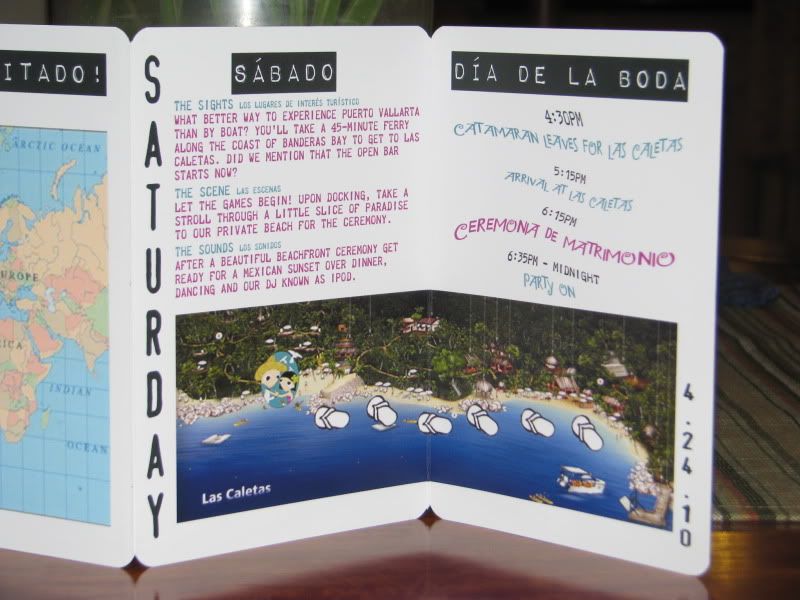 ITADO!
ARCTIC OCEAN
EUROPE
INDIAN
OCEAN
SATURDAY
SÁBADO
THE SIGHTS LOS LUGARES DE INTERÉS TURÍSTICO
WHAT BETTER WAY TO EXPERIENCE PUERTO VALLARTA
THAN BY BOAT? YOU'LL TAKE A 45-MINUTE FERRY
ALONG THE COAST OF BANDERAS BAY TO GET TO LAS
CALETAS. DID WE MENTION THAT THE OPEN BAR
STARTS NOW?
THE SCENE LAS ESCENAS
LET THE GAMES BEGIN! UPON DOCKING, TAKE A
STROLL THROUGH A LITTLE SLICE OF PARADISE
TO OUR PRIVATE BEACH FOR THE CEREMONY.
THE SOUNDS LOS SONIDOS
AFTER A BEAUTIFUL BEACHFRONT CEREMONY GET
READY FOR A MEXICAN SUNSET OVER DINNER,
DANCING AND OUR DJ KNOWN AS IPOD.
Las Caletas
DÍA DE LA BODA
4:30PM
CATAMARAN LEAVES FOR LAS CALETAS
5:15PM
ARRIVAL AT LAS CALETAS
6:15PM
CEREMONIA DE MATRIMONIO
6:35PM - MIDNIGHT
PARTY ON
4.24.10